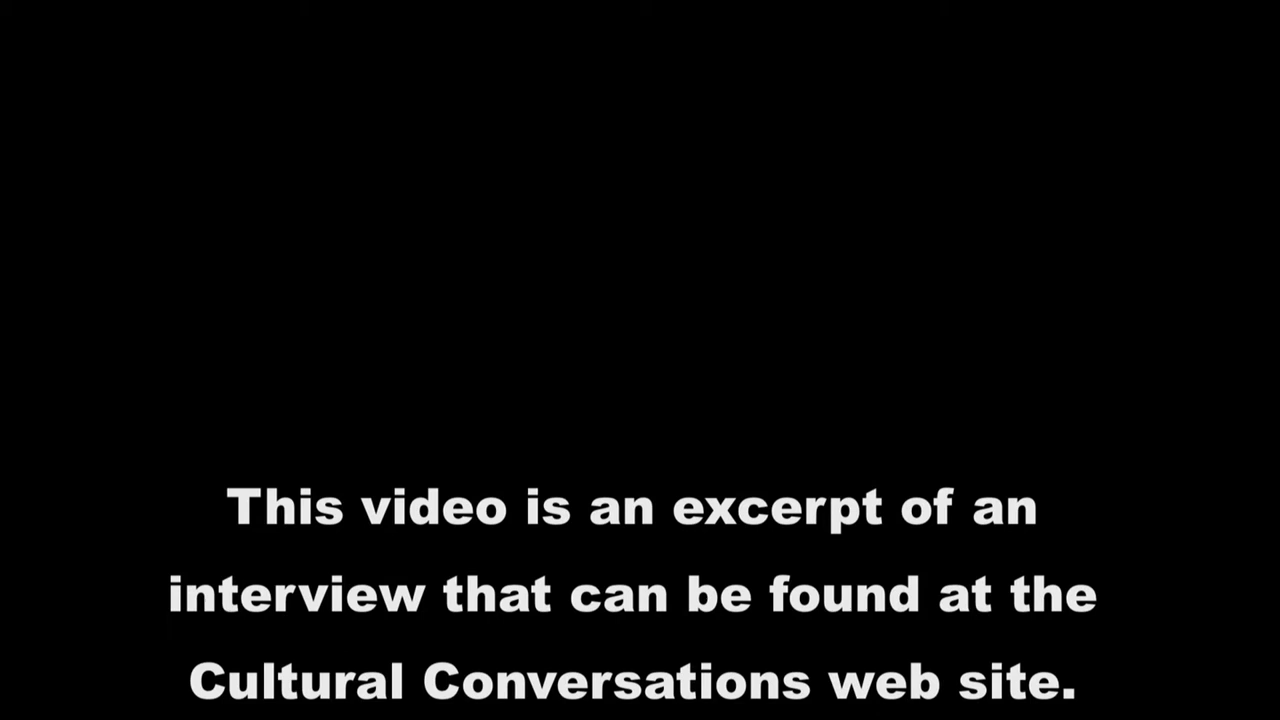 This video is an excerpt of an
interview that can be found at the
Cultural Conversations web site.